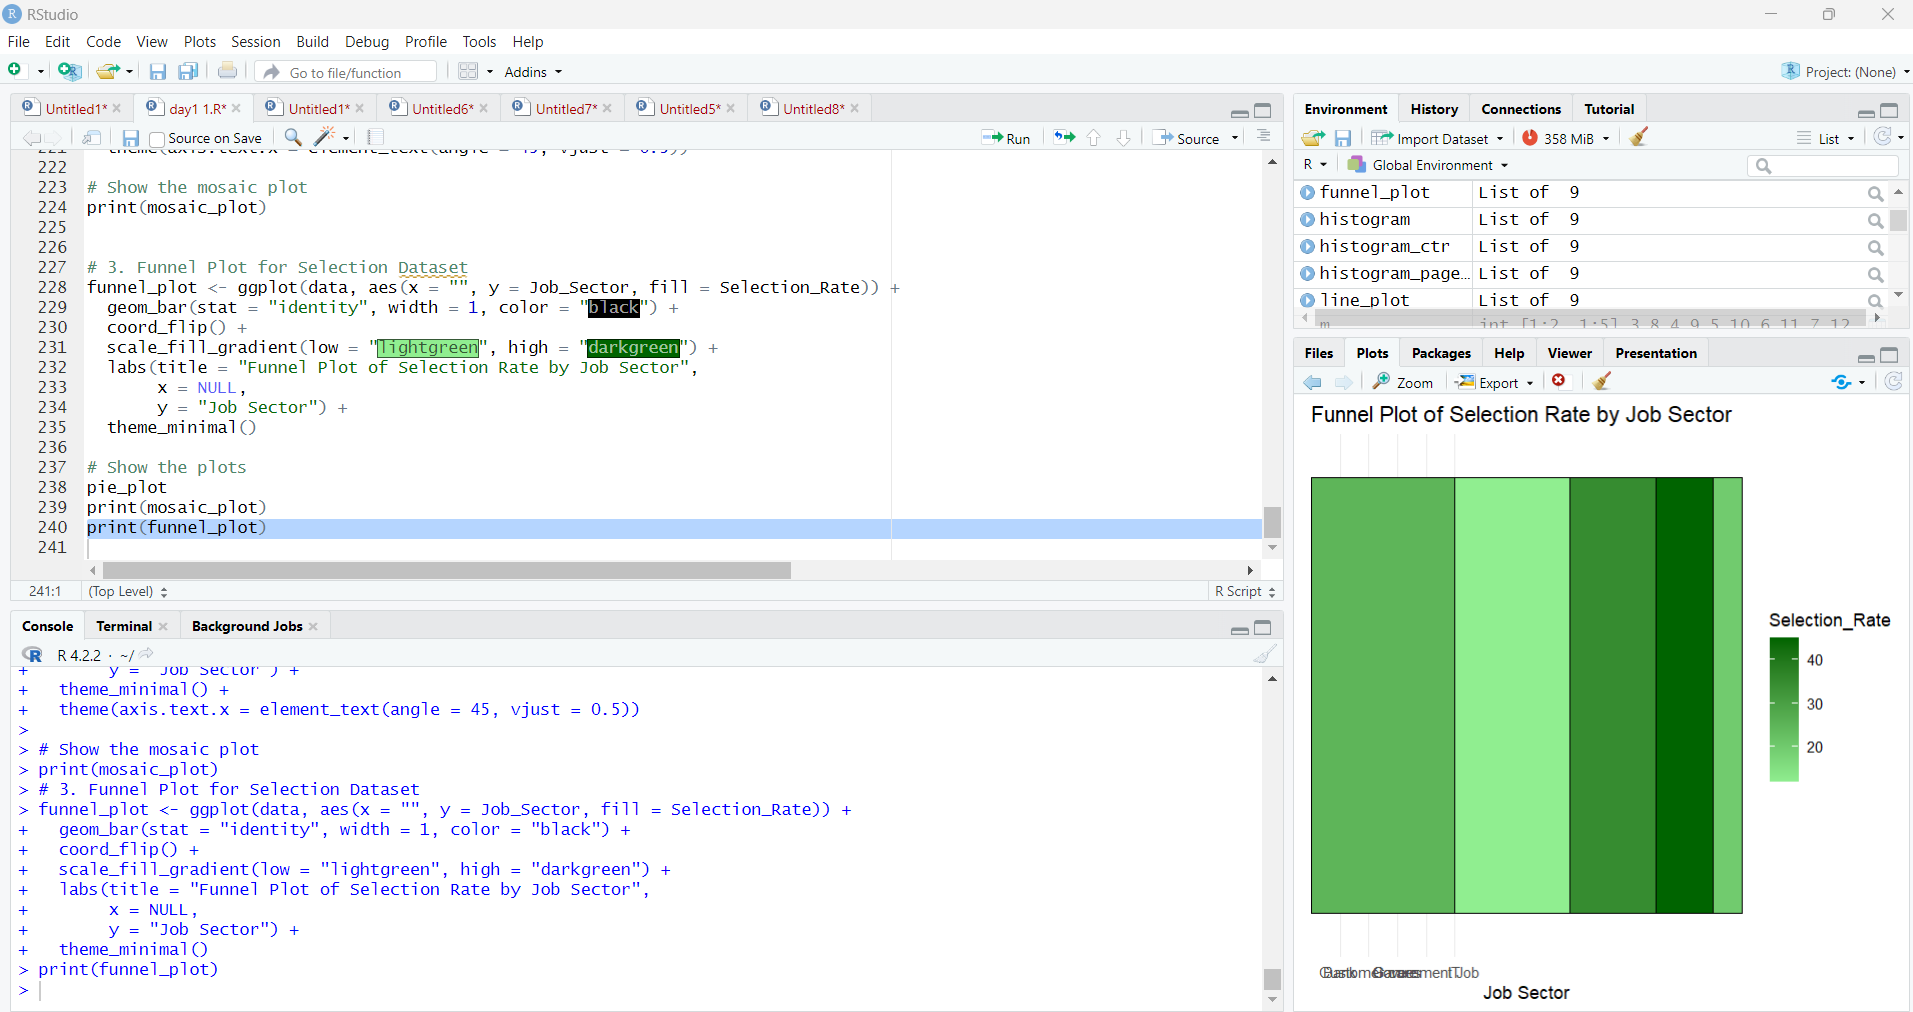 RStudio
File Edit Code View Plots Session Build Debug Profile Tools Help
Go to file/function Addins Project: (None)
Untitled1* day1 1.R* Untitled1* Untitled6* Untitled7* Untitled5* Untitled8*
Source on Save Run Source
222
223 # Show the mosaic plot
224 print(mosaic_plot)
225
226
227 # 3. Funnel Plot for Selection Dataset
228 funnel_plot <- ggplot(data, aes(x = "", y = Job_Sector, fill = Selection_Rate)) +
229 geom_bar(stat = "identity", width = 1, color = "black") +
230 coord_flip() +
231 scale_fill_gradient(low = "lightgreen", high = "darkgreen") +
232 labs(title = "Funnel Plot of Selection Rate by Job Sector",
233 x = NULL,
234 y = "Job Sector") +
235 theme_minimal()
236
237 # Show the plots
238 pie_plot
239 print(mosaic_plot)
240 print(funnel_plot)
241
241:1 (Top Level) R Script
Console Terminal Background Jobs
R 4.2.2 · ~/
+ y = "Job Sector") +
+ theme_minimal() +
+ theme(axis.text.x = element_text(angle = 45, vjust = 0.5))
>
> # Show the mosaic plot
> print(mosaic_plot)
> # 3. Funnel Plot for Selection Dataset
> funnel_plot <- ggplot(data, aes(x = "", y = Job_Sector, fill = Selection_Rate)) +
+ geom_bar(stat = "identity", width = 1, color = "black") +
+ coord_flip() +
+ scale_fill_gradient(low = "lightgreen", high = "darkgreen") +
+ labs(title = "Funnel Plot of Selection Rate by Job Sector",
+ x = NULL,
+ y = "Job Sector") +
+ theme_minimal()
> print(funnel_plot)
>
Environment History Connections Tutorial
Import Dataset 358 MiB List
R Global Environment
funnel_plot List of 9
histogram List of 9
histogram_ctr List of 9
histogram_page... List of 9
line_plot List of 9
m int [1:2, 1:5] 3 8 4 9 5 10 6 11 7 12
Files Plots Packages Help Viewer Presentation
Zoom Export
Funnel Plot of Selection Rate by Job Sector
Selection_Rate
40
30
20
Job Sector